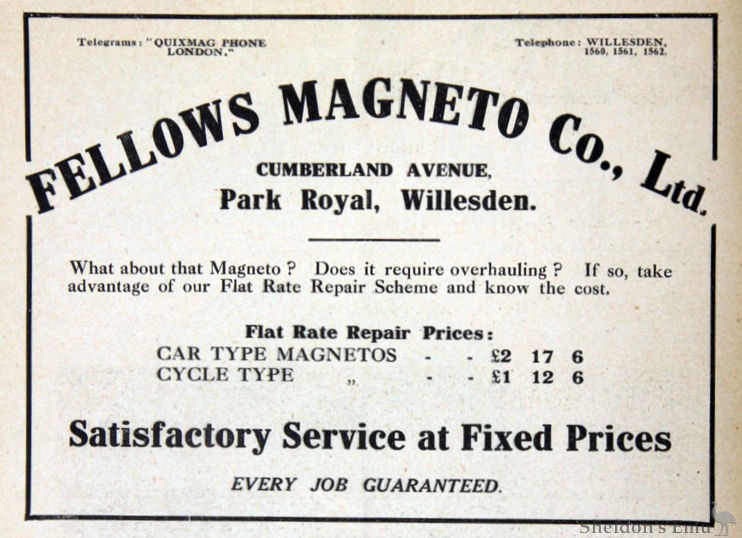 Telegrams: "QUIXMAG PHONE
LONDON."
Telephone: WILLESDEN,
1560, 1561, 1562.
FELLOWS MAGNETO Co., Ltd.
CUMBERLAND AVENUE,
Park Royal, Willesden.
What about that Magneto? Does it require overhauling? If so, take
advantage of our Flat Rate Repair Scheme and know the cost.
Flat Rate Repair Prices:
CAR TYPE MAGNETOS - - £2 17 6
CYCLE TYPE „ - - £1 12 6
Satisfactory Service at Fixed Prices
EVERY JOB GUARANTEED.
Sheldon's Emu